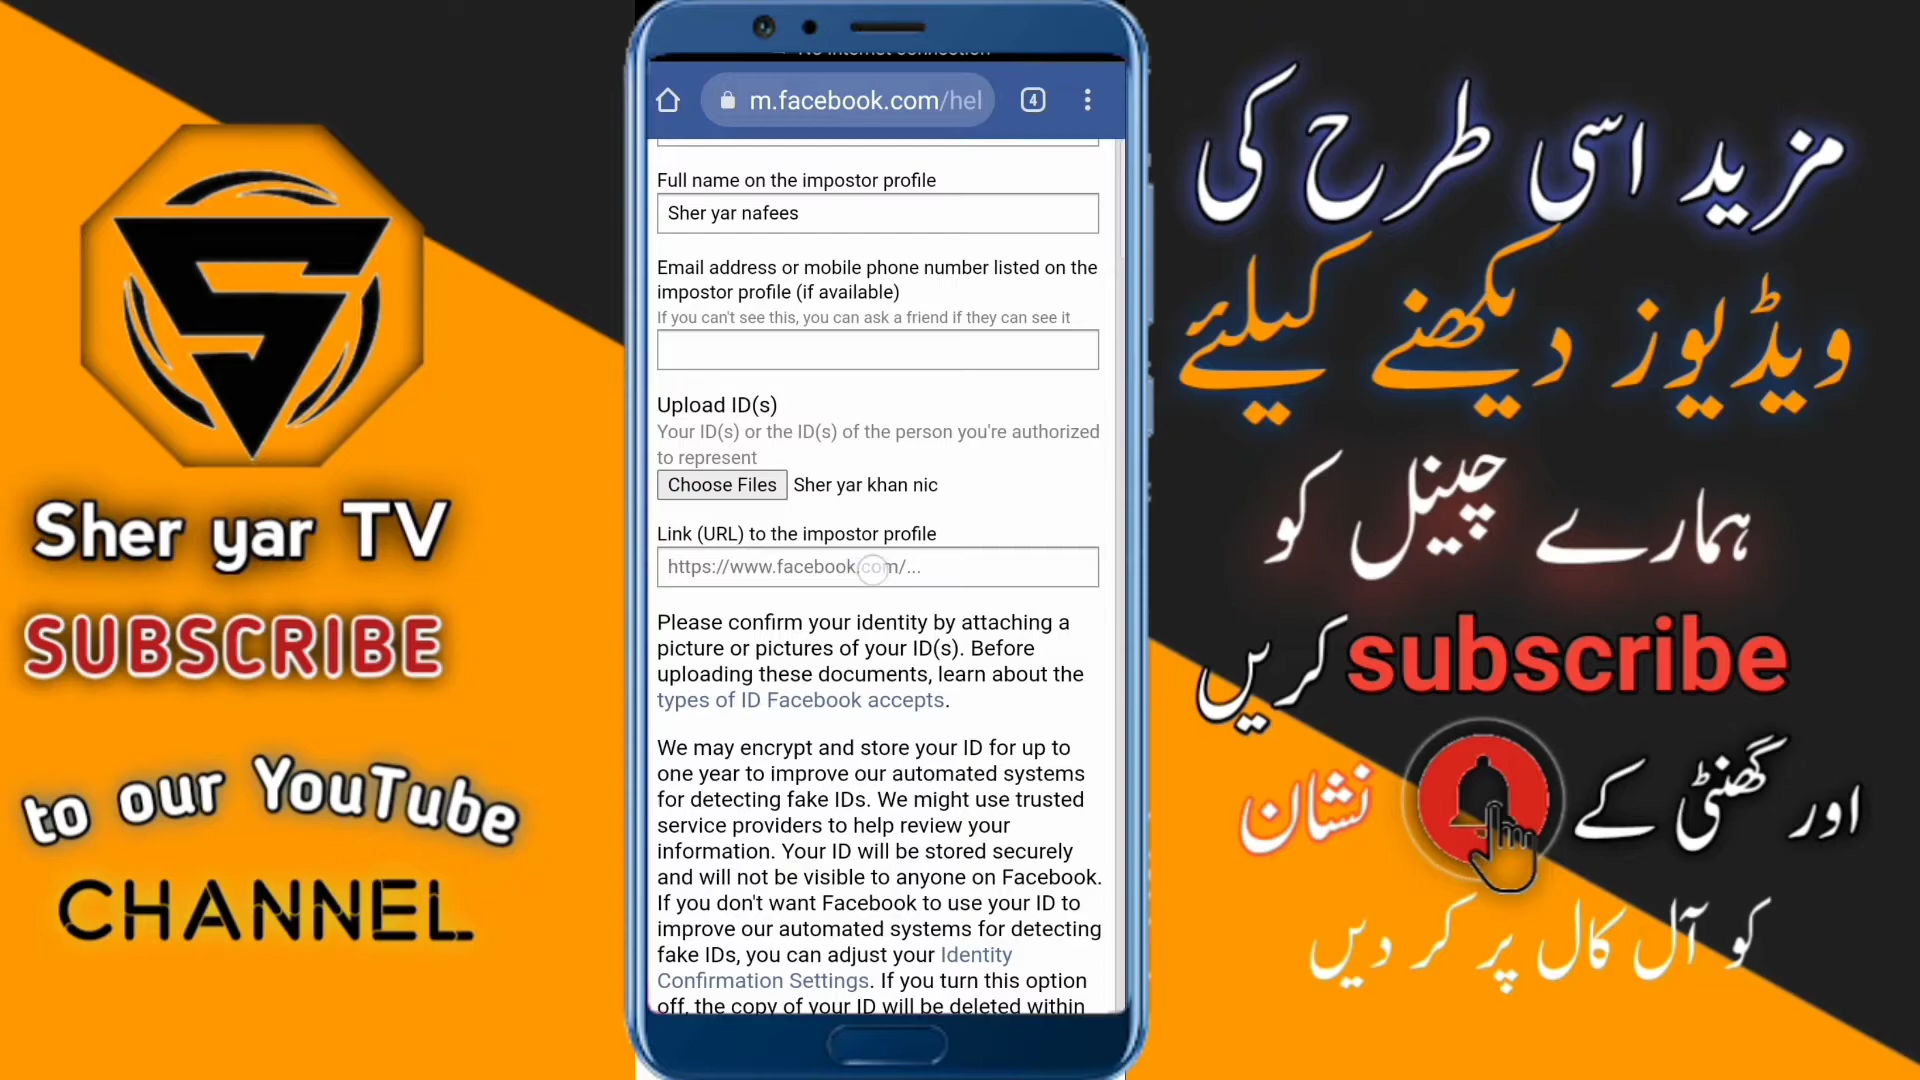 Sher yar TV
SUBSCRIBE
to our YouTube
CHANNEL
m.facebook.com/hel
4
Full name on the impostor profile
Sher yar nafees
Email address or mobile phone number listed on the
impostor profile (if available)
If you can't see this, you can ask a friend if they can see it
Upload ID(s)
Your ID(s) or the ID(s) of the person you're authorized
to represent
Choose Files Sher yar khan nic
Link (URL) to the impostor profile
https://www.facebook.com/...
Please confirm your identity by attaching a
picture or pictures of your ID(s). Before
uploading these documents, learn about the
types of ID Facebook accepts.
We may encrypt and store your ID for up to
one year to improve our automated systems
for detecting fake IDs. We might use trusted
service providers to help review your
information. Your ID will be stored securely
and will not be visible to anyone on Facebook.
If you don't want Facebook to use your ID to
improve our automated systems for detecting
fake IDs, you can adjust your Identity
Confirmation Settings. If you turn this option
off, the copy of your ID will be deleted within
مزید اسی طرح کی
ویڈیوز دیکھنے کیلئے
ہمارے چینل کو
subscribe کریں
اور گھنٹی کے نشان
کو آل کال پر کر دیں